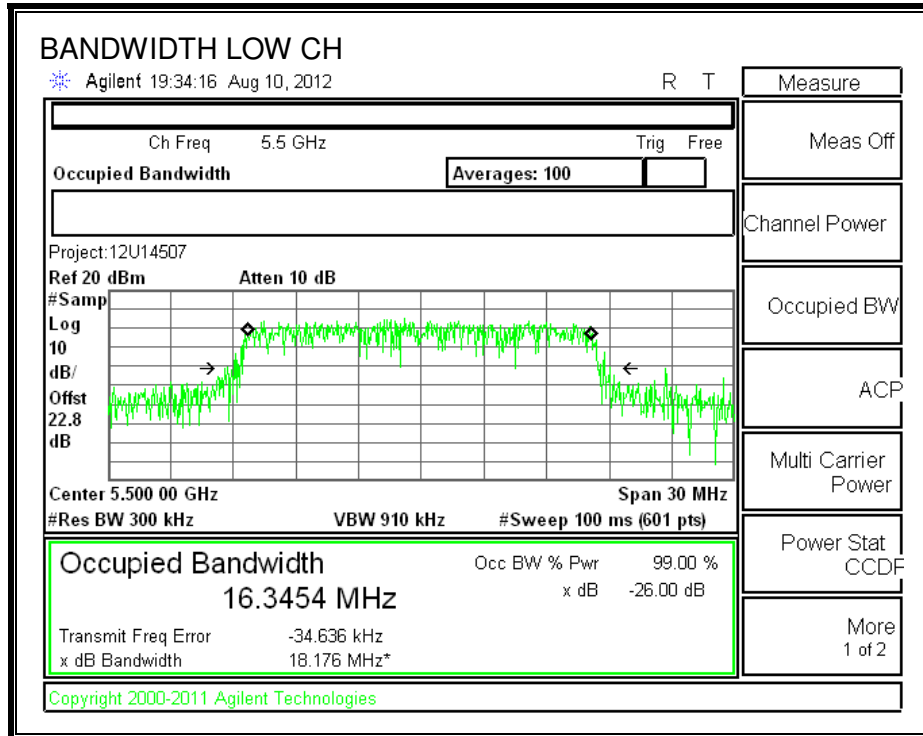 BANDWIDTH LOW CH
Agilent 19:34:16 Aug 10, 2012 R T
Measure
Ch Freq 5.5 GHz Trig Free
Meas Off
Occupied Bandwidth Averages: 100
Channel Power
Project:12U14507
Ref 20 dBm Atten 10 dB
#Samp
Log
10
dB/
Offst
22.8
dB
Occupied BW
ACP
Multi Carrier
Power
Center 5.500 00 GHz Span 30 MHz
#Res BW 300 kHz VBW 910 kHz #Sweep 100 ms (601 pts)
Occupied Bandwidth Occ BW % Pwr 99.00 %
16.3454 MHz x dB -26.00 dB
Power Stat
CCDF
Transmit Freq Error -34.636 kHz
x dB Bandwidth 18.176 MHz*
More
1 of 2
Copyright 2000-2011 Agilent Technologies